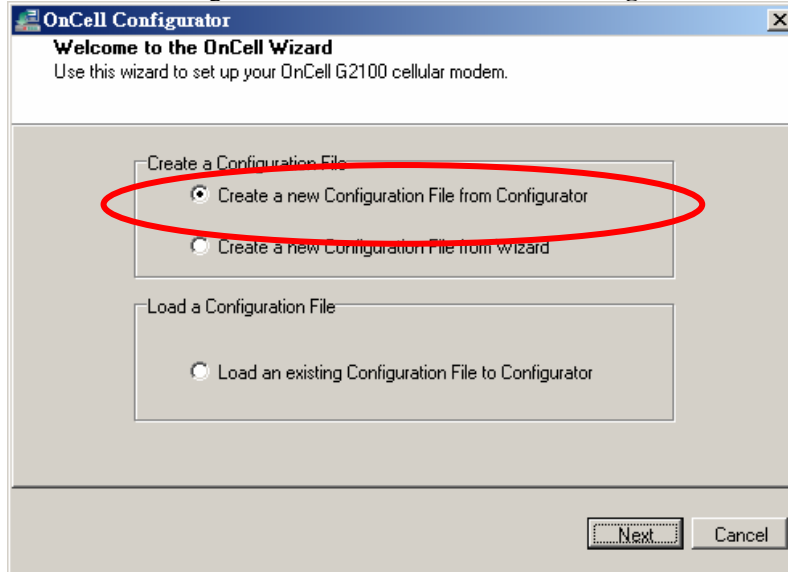 OnCell Configurator
Welcome to the OnCell Wizard
Use this wizard to set up your OnCell G2100 cellular modem.
Create a Configuration File
Create a new Configuration File from Configurator
Create a new Configuration File from Wizard
Load a Configuration File
Load an existing Configuration File to Configurator
Next Cancel